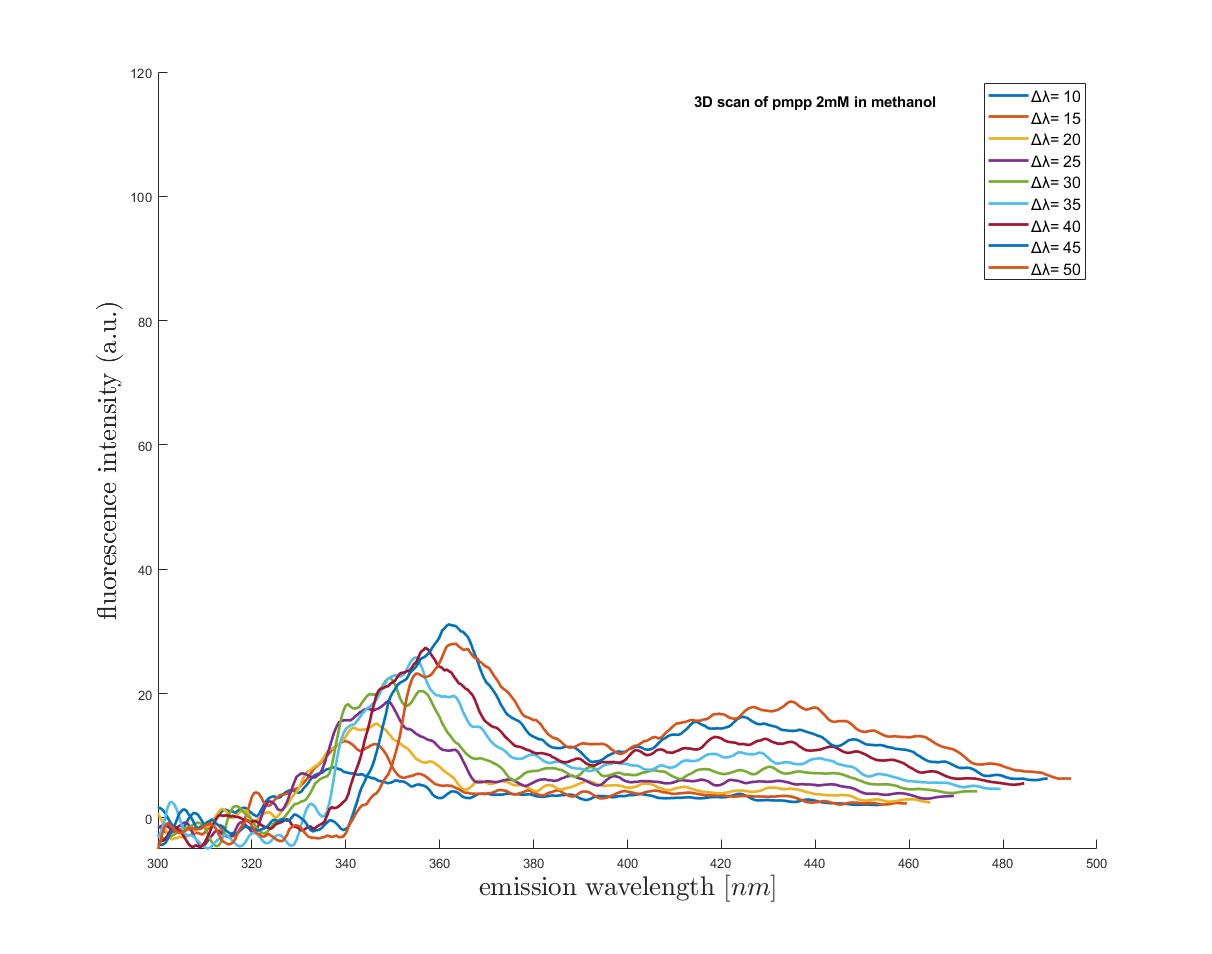 3D scan of pmpp 2mM in methanol
Δλ= 10
Δλ= 15
Δλ= 20
Δλ= 25
Δλ= 30
Δλ= 35
Δλ= 40
Δλ= 45
Δλ= 50
fluorescence intensity (a.u.)
120
100
80
60
40
20
0
300 320 340 360 380 400 420 440 460 480 500
emission wavelength [nm]